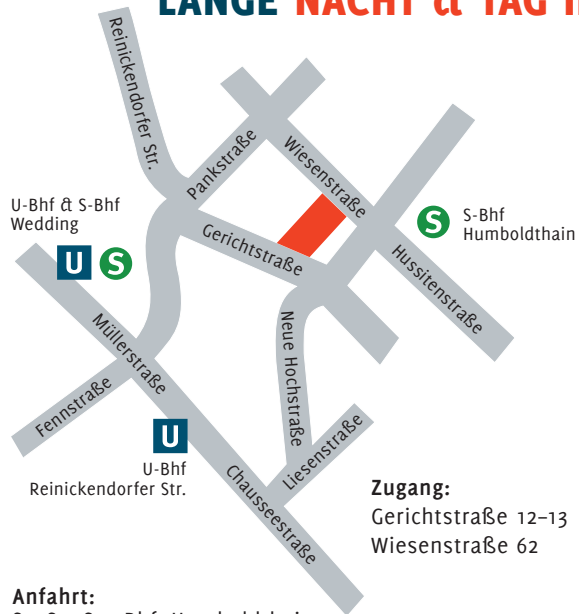 LANGE NACHT & TAG
Reinickendorfer Str.
Pankstraße
Wiesenstraße
U-Bhf & S-Bhf
Wedding
U S
Gerichtstraße
S
S-Bhf
Humboldthain
Hussitenstraße
Müllerstraße
Neue Hochstraße
Fennstraße
U
U-Bhf
Reinickendorfer Str.
Chausseestraße
Liesenstraße
Zugang:
Gerichtstraße 12–13
Wiesenstraße 62
Anfahrt: